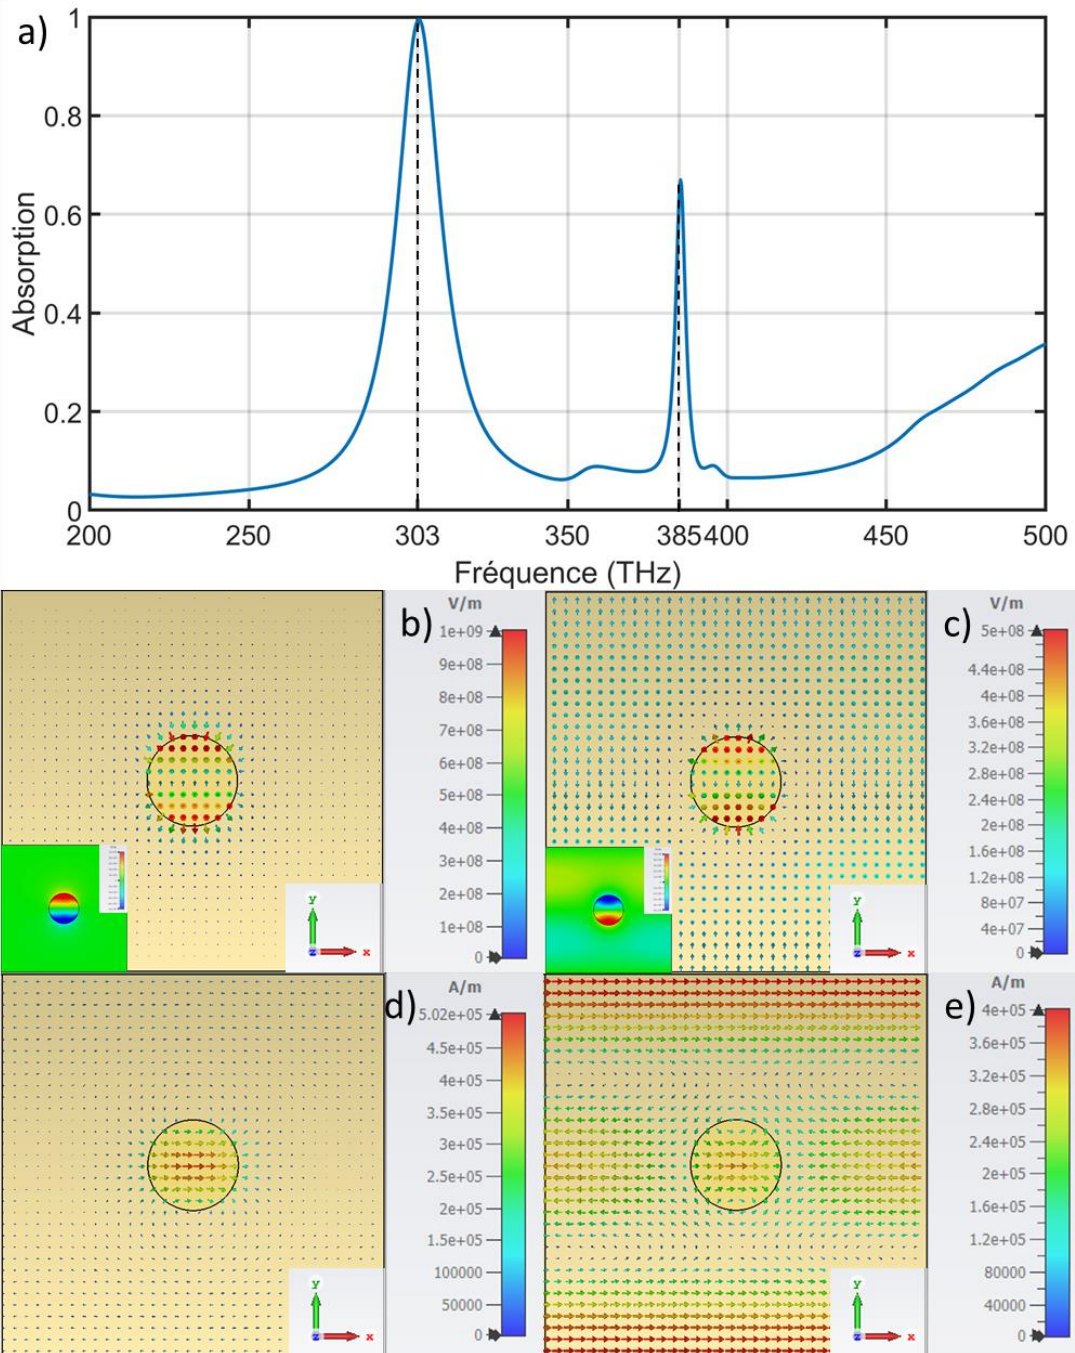 a)
1
0.8
0.6
0.4
0.2
0
Absorption
200 250 303 350 385 400 450 500
Fréquence (THz)
b)
V/m
1e+09
9e+08
8e+08
7e+08
6e+08
5e+08
4e+08
3e+08
2e+08
1e+08
0
y
z x
c)
V/m
5e+08
4.4e+08
4e+08
3.6e+08
3.2e+08
2.8e+08
2.4e+08
2e+08
1.6e+08
1.2e+08
8e+07
4e+07
0
y
z x
d)
A/m
5.02e+05
4.5e+05
4e+05
3.5e+05
3e+05
2.5e+05
2e+05
1.5e+05
100000
50000
0
y
z x
e)
A/m
4e+05
3.6e+05
3.2e+05
2.8e+05
2.4e+05
2e+05
1.6e+05
1.2e+05
80000
40000
0
y
z x